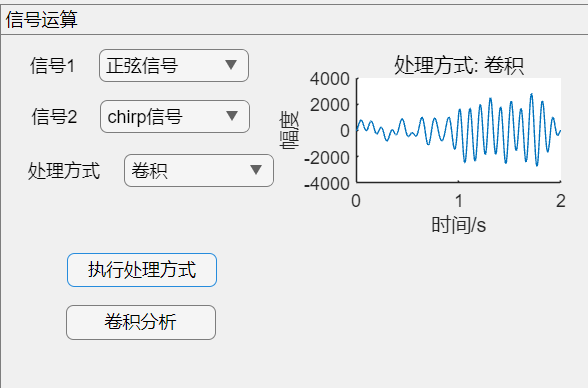 信号运算
信号1 正弦信号
信号2 chirp信号
处理方式 卷积
执行处理方式
卷积分析
处理方式: 卷积
幅度
4000
2000
0
-2000
-4000
0 1 2
时间/s